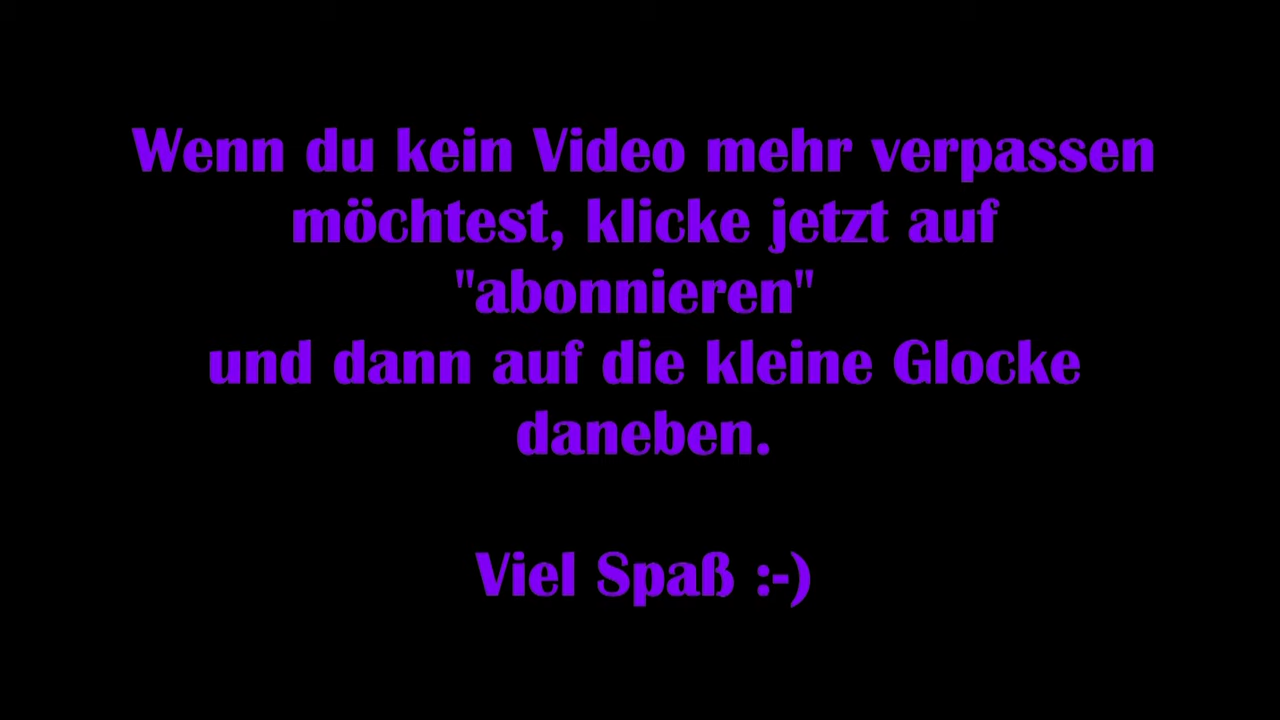 Wenn du kein Video mehr verpassen
möchtest, klicke jetzt auf
"abonnieren"
und dann auf die kleine Glocke
daneben.
Viel Spaß :-)